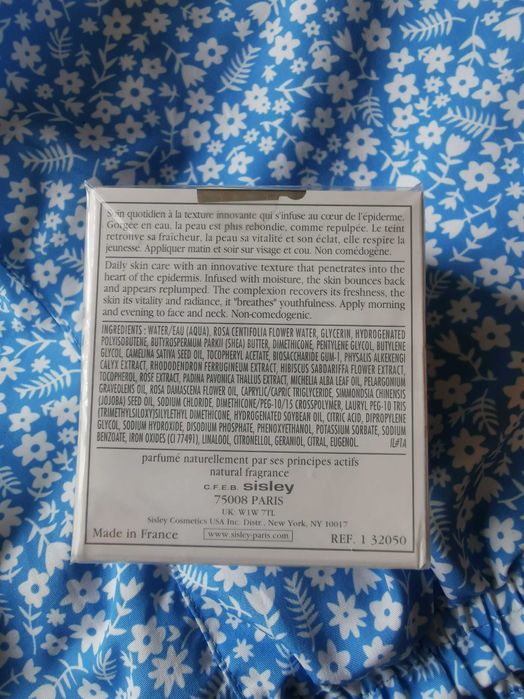 Soin quotidien à la texture innovante qui s'infuse au cœur de l'épiderme.
Gorgée en eau, la peau est plus rebondie, comme repulpée. Le teint
retrouve sa fraîcheur, la peau sa vitalité et son éclat, elle respire la
jeunesse. Appliquer matin et soir sur visage et cou. Non comédogène.
Daily skin care with an innovative texture that penetrates into the
heart of the epidermis. Infused with moisture, the skin bounces back
and appears replumped. The complexion recovers its freshness, the
skin its vitality and radiance, it "breathes" youthfulness. Apply morning
and evening to face and neck. Non-comedogenic.
INGREDIENTS : WATER/EAU (AQUA), ROSA CENTIFOLIA FLOWER WATER, GLYCERIN, HYDROGENATED
POLYISOBUTENE, BUTYROSPERMUM PARKII (SHEA) BUTTER, DIMETHICONE, PENTYLENE GLYCOL, BUTYLENE
GLYCOL, CAMELINA SATIVA SEED OIL, TOCOPHERYL ACETATE, BIOSACCHARIDE GUM-1, PHYSALIS ALKEKENGI
CALYX EXTRACT, RHODODENDRON FERRUGINEUM EXTRACT, HIBISCUS SABDARIFFA FLOWER EXTRACT,
TOCOPHEROL, ROSE EXTRACT, PADINA PAVONICA THALLUS EXTRACT, MICHELIA ALBA LEAF OIL, PELARGONIUM
GRAVEOLENS OIL, ROSA DAMASCENA FLOWER OIL, CAPRYLIC/CAPRIC TRIGLYCERIDE, SIMMONDSIA CHINENSIS
(JOJOBA) SEED OIL, SODIUM CHLORIDE, DIMETHICONE/PEG-10/15 CROSSPOLYMER, LAURYL PEG-10 TRIS
(TRIMETHYLSILOXY)SILYLETHYL DIMETHICONE, HYDROGENATED SOYBEAN OIL, CITRIC ACID, DIPROPYLENE
GLYCOL, SODIUM HYDROXIDE, DISODIUM PHOSPHATE, PHENOXYETHANOL, POTASSIUM SORBATE, SODIUM
BENZOATE, IRON OXIDES (CI 77491), LINALOOL, CITRONELLOL, GERANIOL, CITRAL, EUGENOL. IL#1A
parfumé naturellement par ses principes actifs
natural fragrance
C.F.E.B. sisley
75008 PARIS
UK: W1W 7TL
Sisley Cosmetics USA Inc. Distr., New York, NY 10017
Made in France www.sisley-paris.com REF. 1 32050